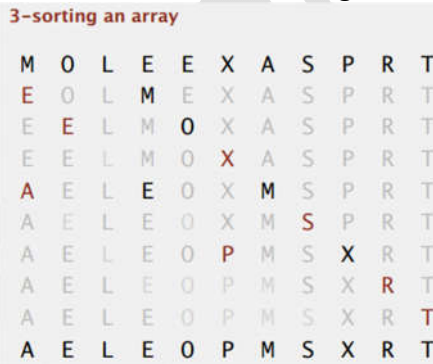 3-sorting an array
M O L E E X A S P R T
E O L M E X A S P R T
E E L M O X A S P R T
E E L M O X A S P R T
A E L E O X M S P R T
A E L E O X M S P R T
A E L E O P M S X R T
A E L E O P M S X R T
A E L E O P M S X R T
A E L E O P M S X R T